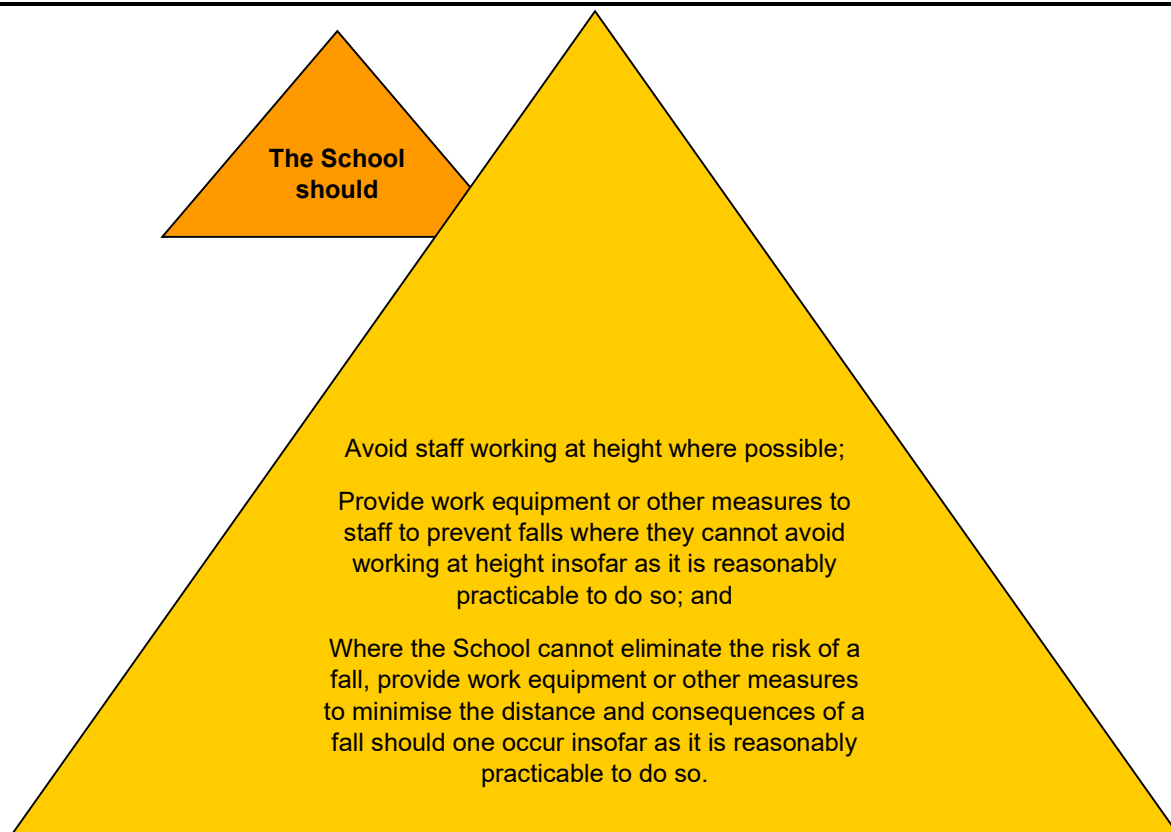 The School
should
Avoid staff working at height where possible;
Provide work equipment or other measures to
staff to prevent falls where they cannot avoid
working at height insofar as it is reasonably
practicable to do so; and
Where the School cannot eliminate the risk of a
fall, provide work equipment or other measures
to minimise the distance and consequences of a
fall should one occur insofar as it is reasonably
practicable to do so.